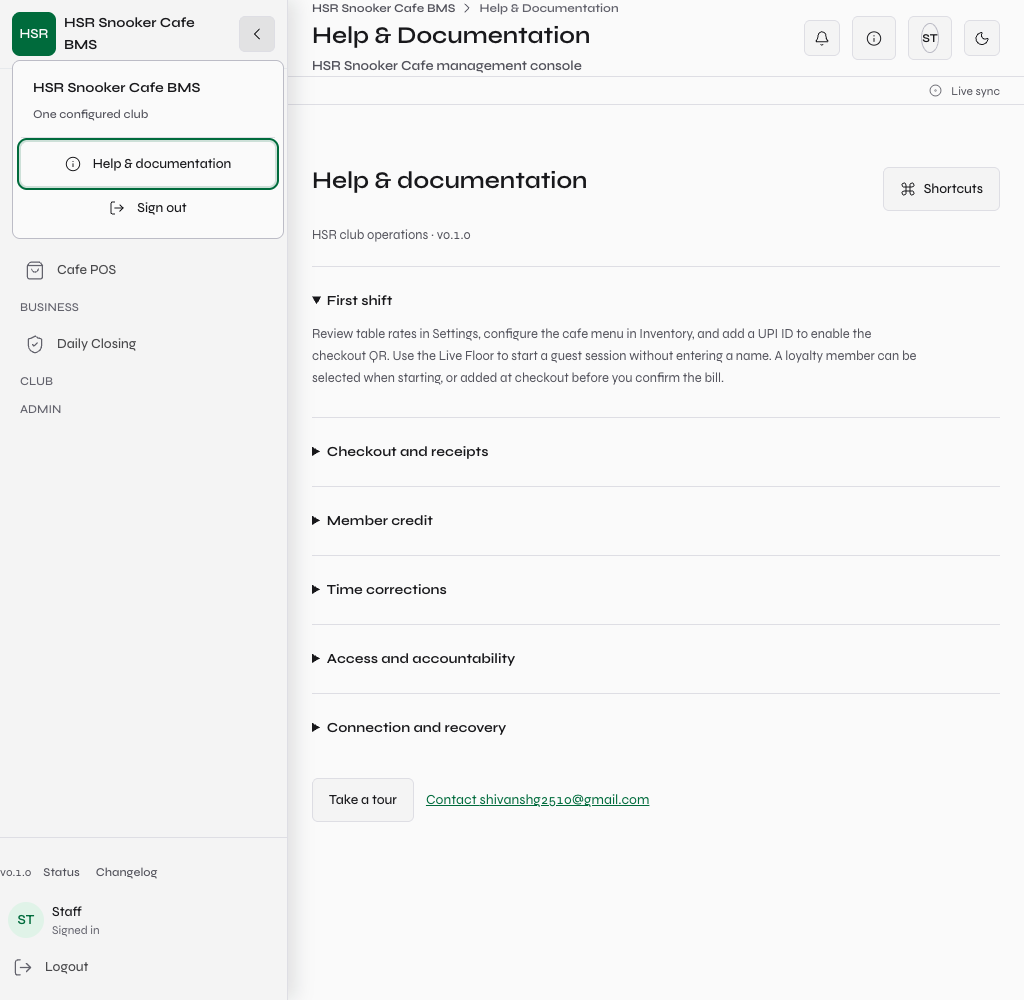 HSR
HSR Snooker Cafe
BMS
HSR Snooker Cafe BMS
One configured club
Help & documentation
Sign out
Cafe POS
BUSINESS
Daily Closing
CLUB
ADMIN
v0.1.0 Status Changelog
ST
Staff
Signed in
Logout
HSR Snooker Cafe BMS > Help & Documentation
Help & Documentation
HSR Snooker Cafe management console
ST
Live sync
Help & documentation
Shortcuts
HSR club operations · v0.1.0
First shift
Review table rates in Settings, configure the cafe menu in Inventory, and add a UPI ID to enable the
checkout QR. Use the Live Floor to start a guest session without entering a name. A loyalty member can be
selected when starting, or added at checkout before you confirm the bill.
Checkout and receipts
Member credit
Time corrections
Access and accountability
Connection and recovery
Take a tour
Contact shivanshg2510@gmail.com